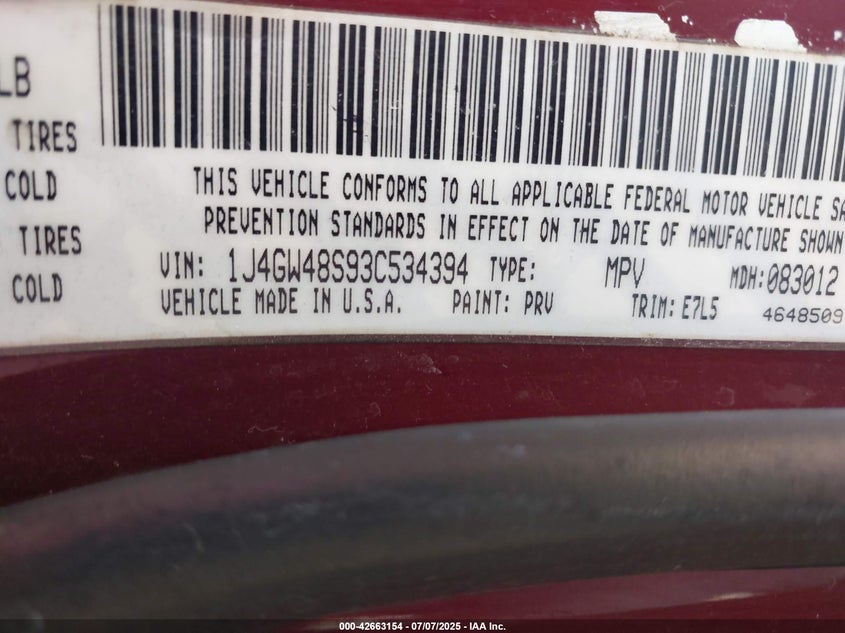 LB
TIRES
COLD
TIRES
COLD
THIS VEHICLE CONFORMS TO ALL APPLICABLE FEDERAL MOTOR VEHICLE SA
PREVENTION STANDARDS IN EFFECT ON THE DATE OF MANUFACTURE SHOWN
VIN: 1J4GW48S93C534394 TYPE: MPV MDH:083012
VEHICLE MADE IN U.S.A. PAINT: PRV TRIM: E7L5 4648509
000-42663154 - 07/07/2025 - IAA Inc.